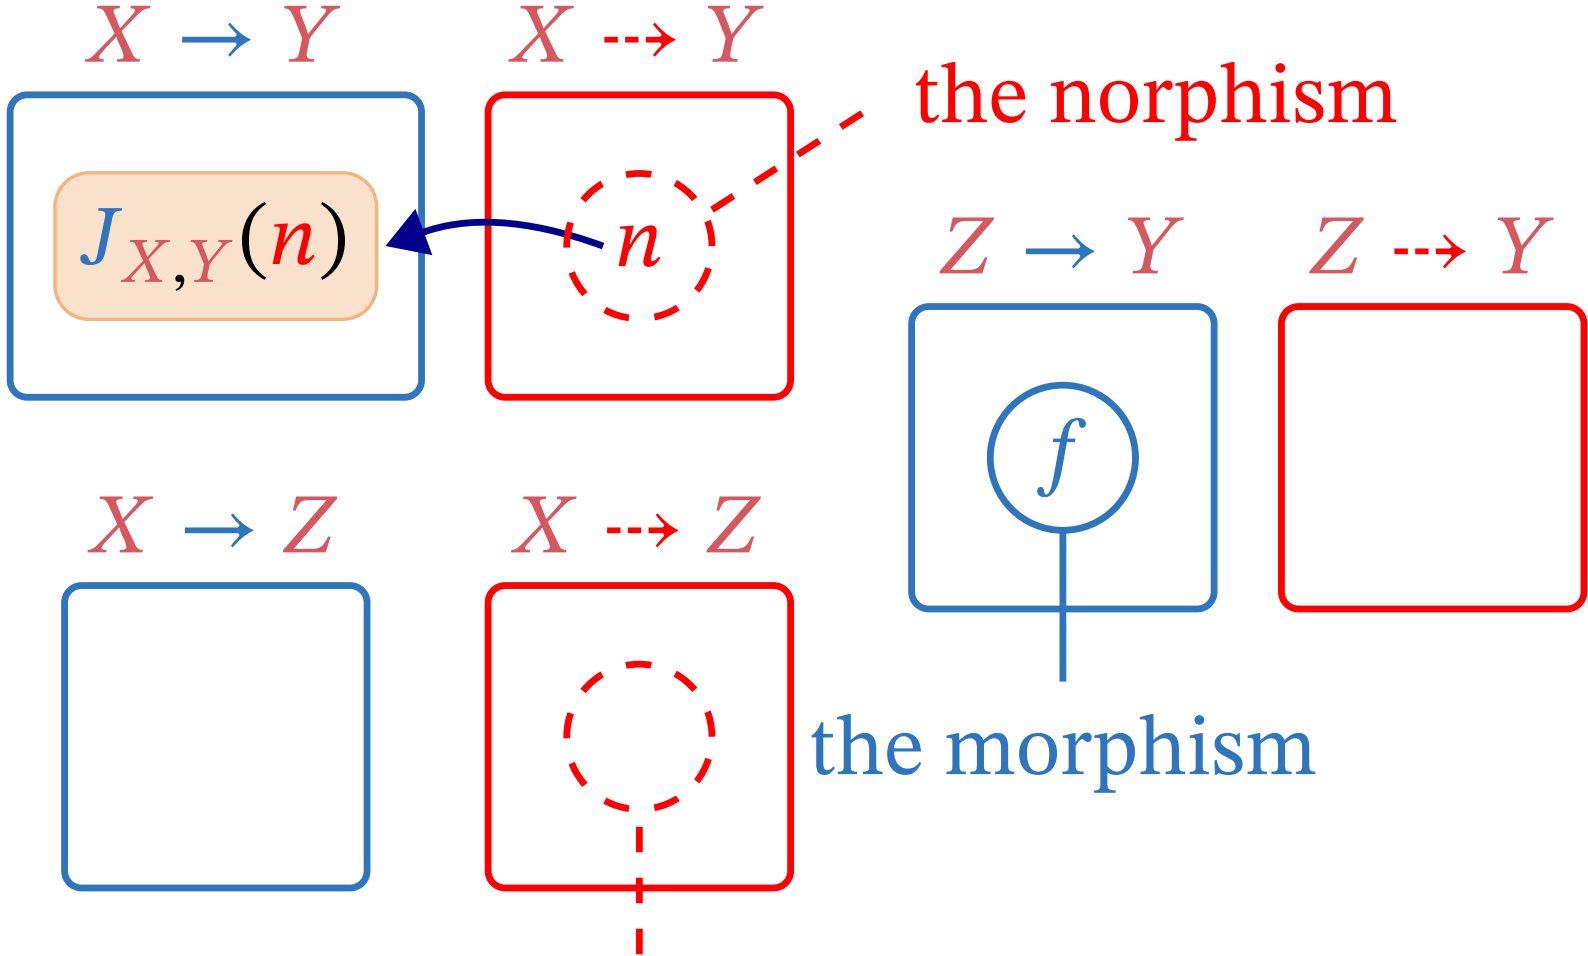 X → Y
X ⇢ Y
the norphism
J_{X,Y}(n)
n
Z → Y
Z ⇢ Y
f
X → Z
X ⇢ Z
the morphism